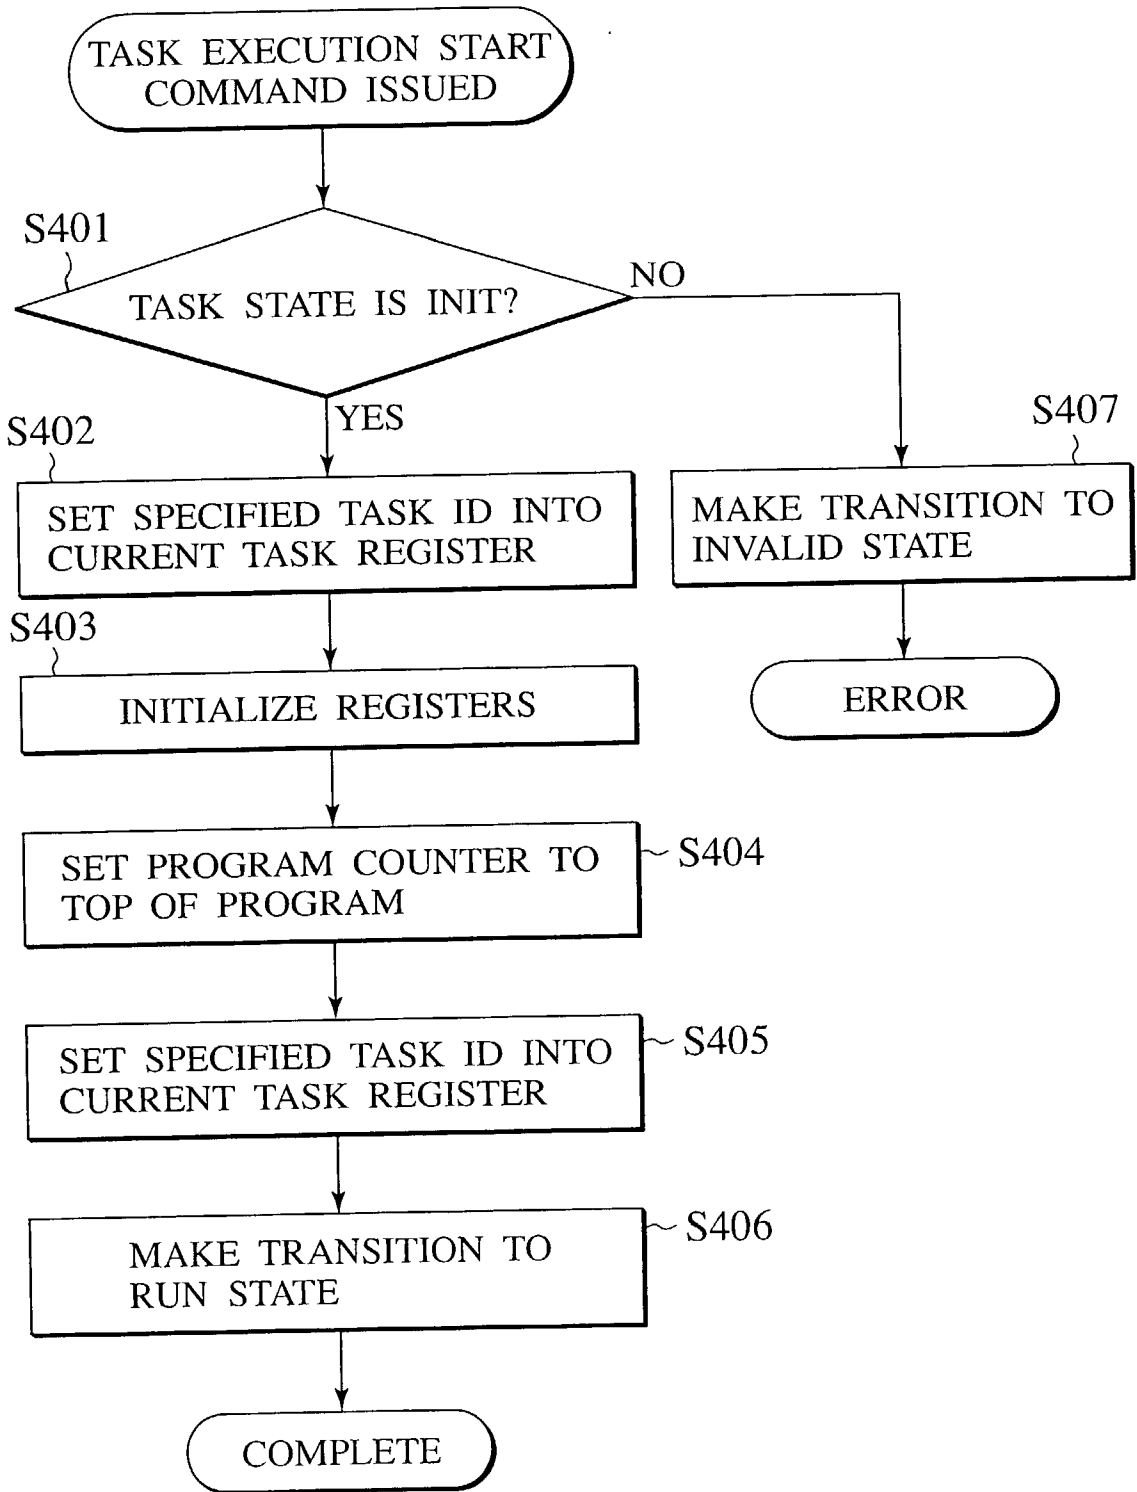 TASK EXECUTION START
COMMAND ISSUED
S401
TASK STATE IS INIT?
NO
YES
S402
SET SPECIFIED TASK ID INTO
CURRENT TASK REGISTER
S407
MAKE TRANSITION TO
INVALID STATE
S403
INITIALIZE REGISTERS
ERROR
SET PROGRAM COUNTER TO
TOP OF PROGRAM
S404
SET SPECIFIED TASK ID INTO
CURRENT TASK REGISTER
S405
MAKE TRANSITION TO
RUN STATE
S406
COMPLETE